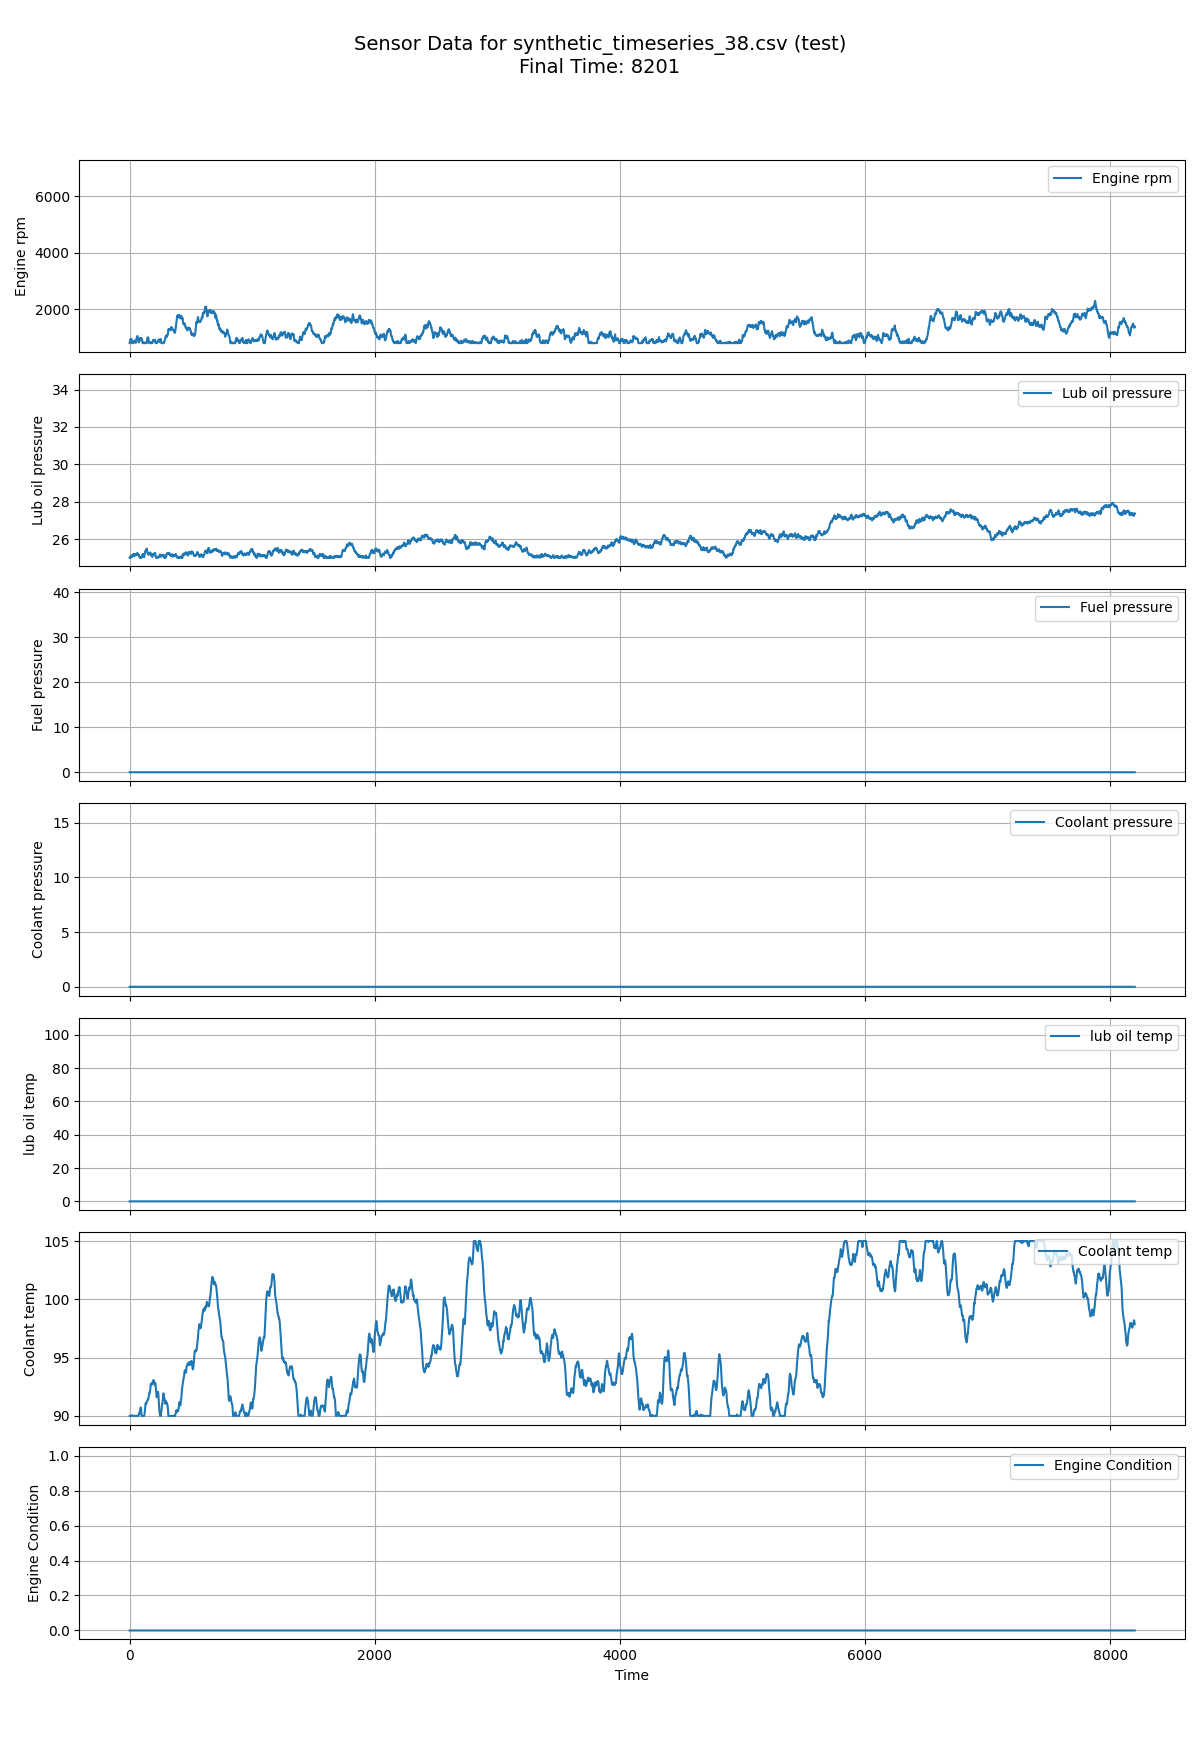 Sensor Data for synthetic_timeseries_38.csv (test)
Final Time: 8201
Engine rpm
6000
4000
2000
Engine rpm
Lub oil pressure
34
32
30
28
26
Lub oil pressure
Fuel pressure
40
30
20
10
0
Fuel pressure
Coolant pressure
15
10
5
0
Coolant pressure
lub oil temp
100
80
60
40
20
0
lub oil temp
Coolant temp
105
100
95
90
Coolant temp
Engine Condition
1.0
0.8
0.6
0.4
0.2
0.0
Engine Condition
0 2000 4000 6000 8000
Time